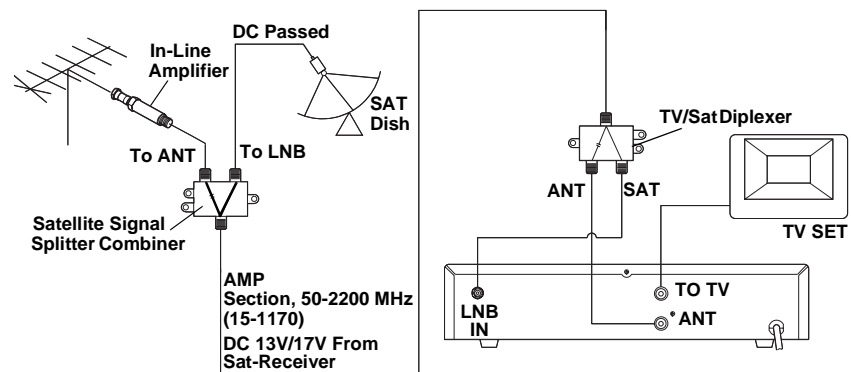 DC Passed
In-Line
Amplifier
SAT
Dish
TV/Sat Diplexer
To ANT
To LNB
ANT
SAT
Satellite Signal
Splitter Combiner
TV SET
AMP
Section, 50-2200 MHz
(15-1170)
DC 13V/17V From
Sat-Receiver
LNB
IN
TO TV
*ANT